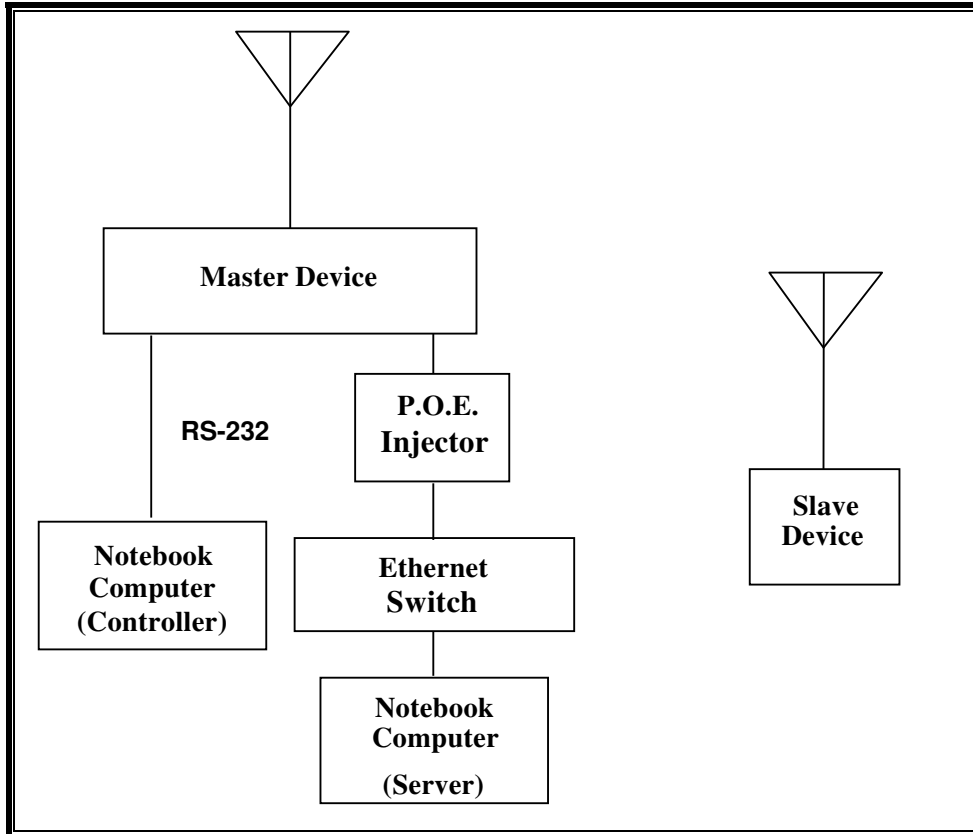 Master Device
RS-232
P.O.E.
Injector
Slave
Device
Notebook
Computer
(Controller)
Ethernet
Switch
Notebook
Computer
(Server)